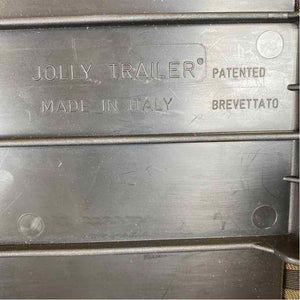 JOLLY TRAILER® PATENTED
MADE IN ITALY BREVETTATO